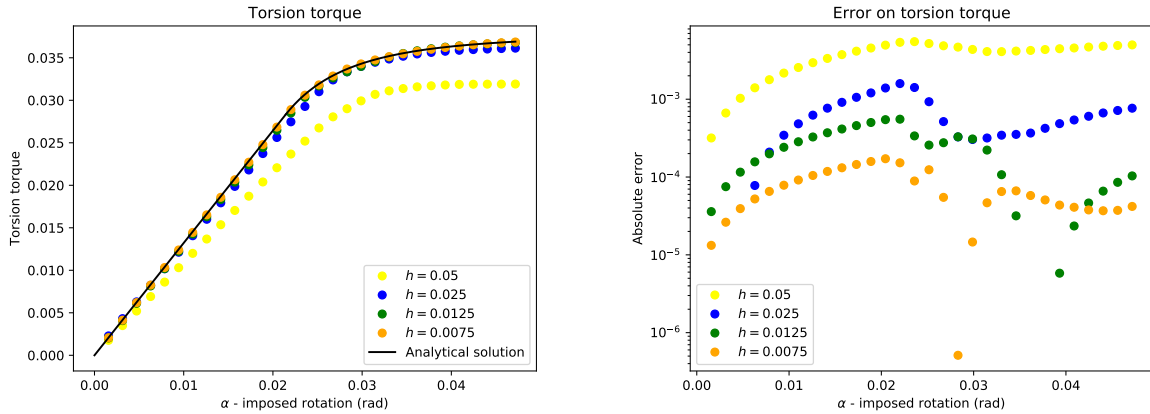 Torsion torque
Torsion torque
0.035
0.030
0.025
0.020
0.015
0.010
0.005
0.000
h = 0.05
h = 0.025
h = 0.0125
h = 0.0075
Analytical solution
0.00 0.01 0.02 0.03 0.04
α - imposed rotation (rad)
Error on torsion torque
Absolute error
10⁻³
10⁻⁴
10⁻⁵
10⁻⁶
h = 0.05
h = 0.025
h = 0.0125
h = 0.0075
0.00 0.01 0.02 0.03 0.04
α - imposed rotation (rad)